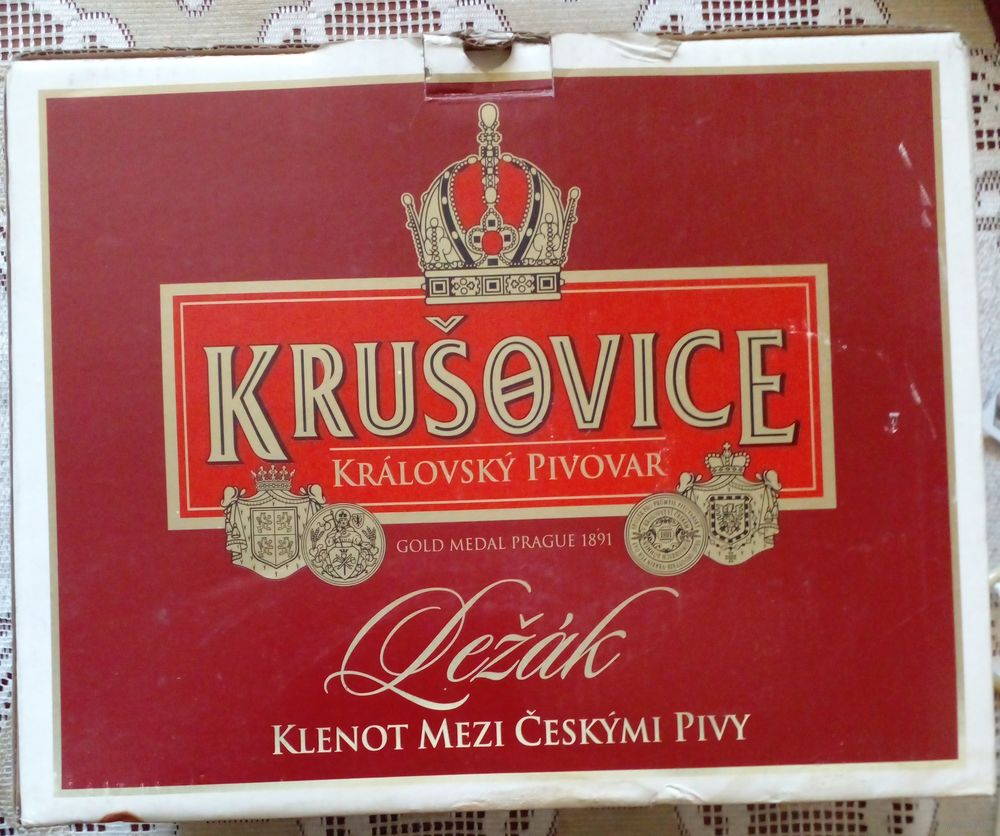 KRUŠOVICE
KRÁLOVSKÝ PIVOVAR
GOLD MEDAL PRAGUE 1891
Ležák
KLENOT MEZI ČESKÝMI PIVY